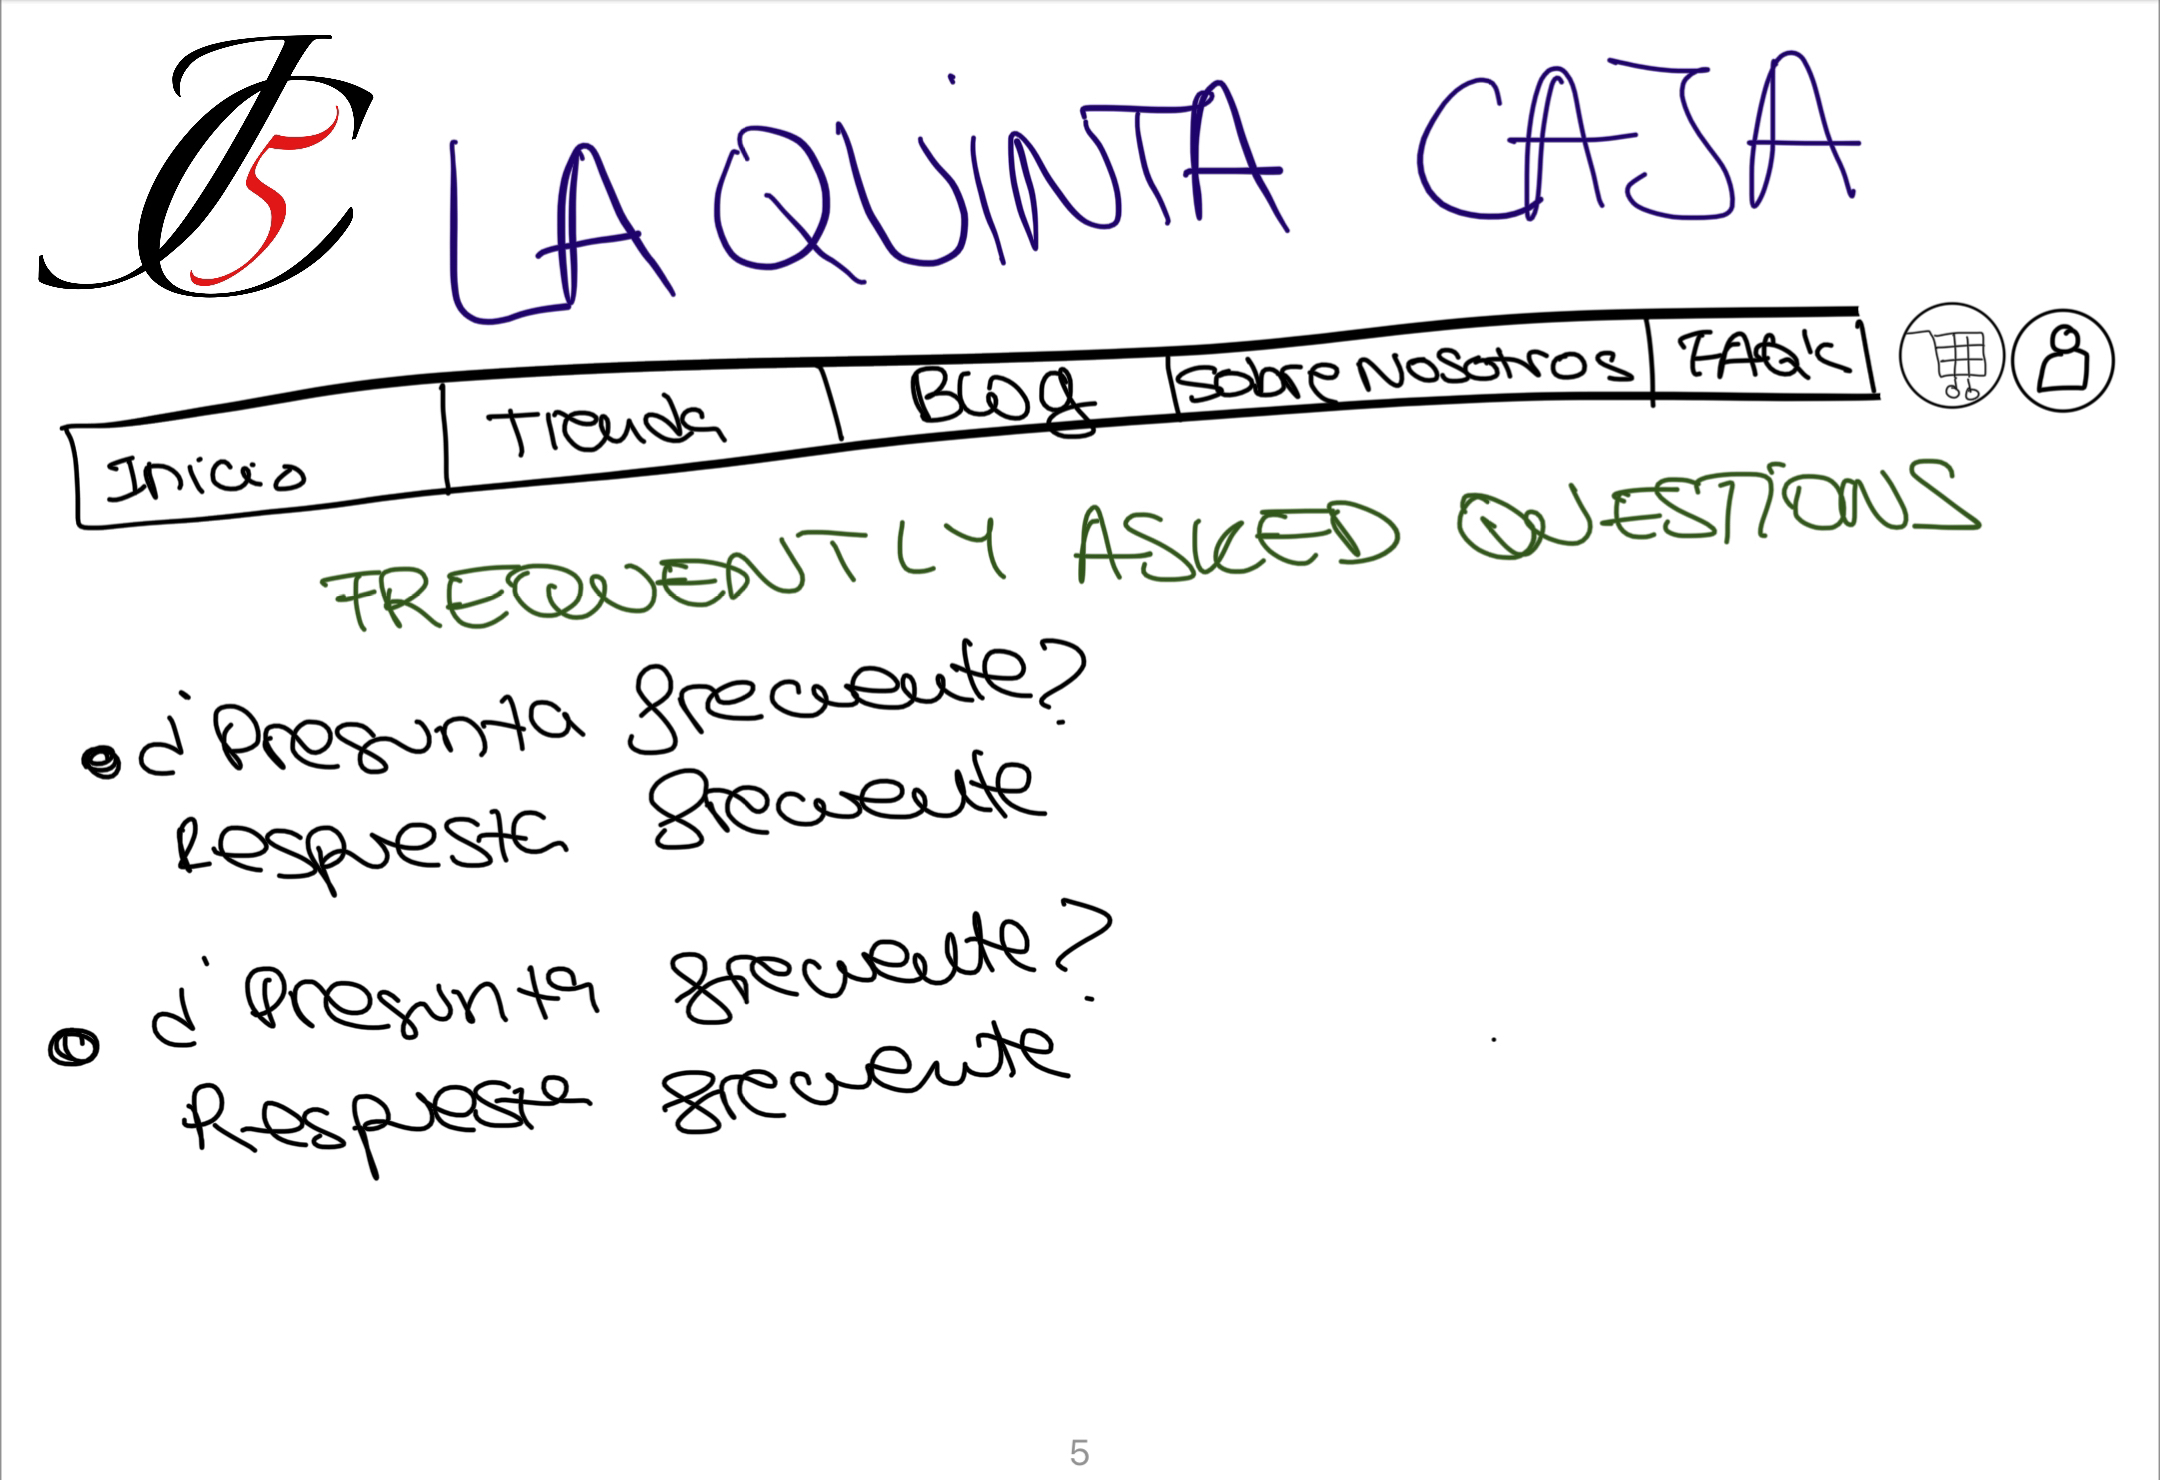 LA QUINTA CAJA
Inicio Tienda Blog Sobre Nosotros FAQ's
FREQUENTLY ASKED QUESTIONS
• ¿Pregunta frecuente?
Respuesta frecuente
• ¿Pregunta frecuente?
Respuesta frecuente
5